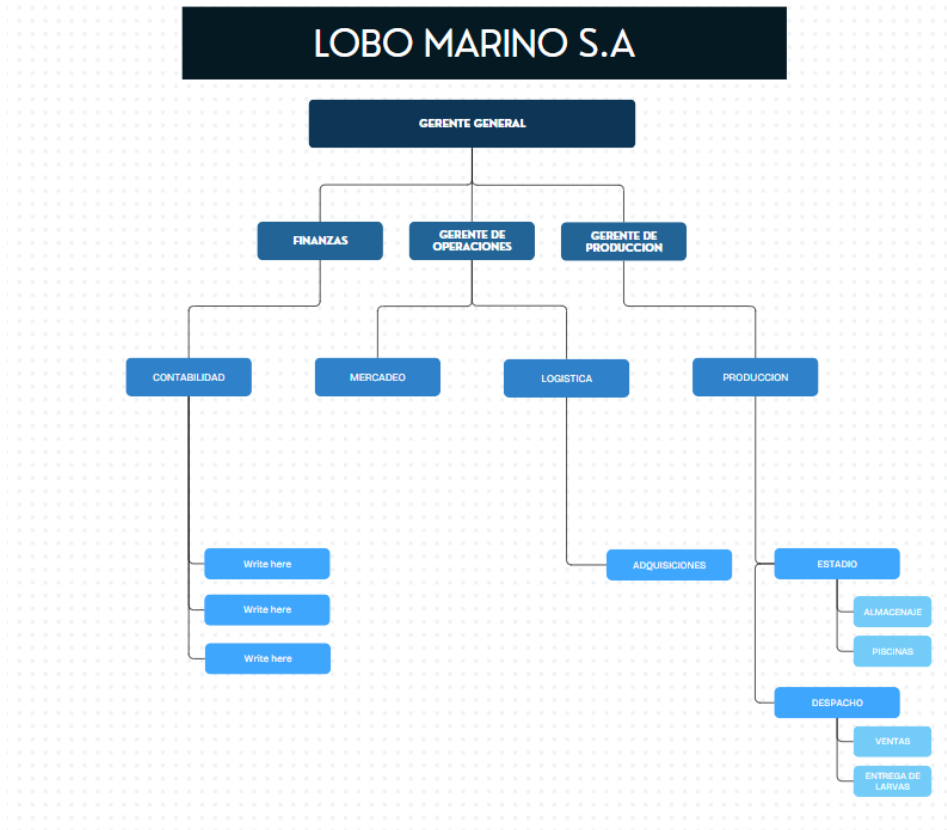 LOBO MARINO S.A
GERENTE GENERAL
FINANZAS
GERENTE DE
OPERACIONES
GERENTE DE
PRODUCCION
CONTABILIDAD
MERCADEO
LOGISTICA
PRODUCCION
Write here
Write here
Write here
ADQUISICIONES
ESTADIO
ALMACENAJE
PISCINAS
DESPACHO
VENTAS
ENTREGA DE
LARVAS